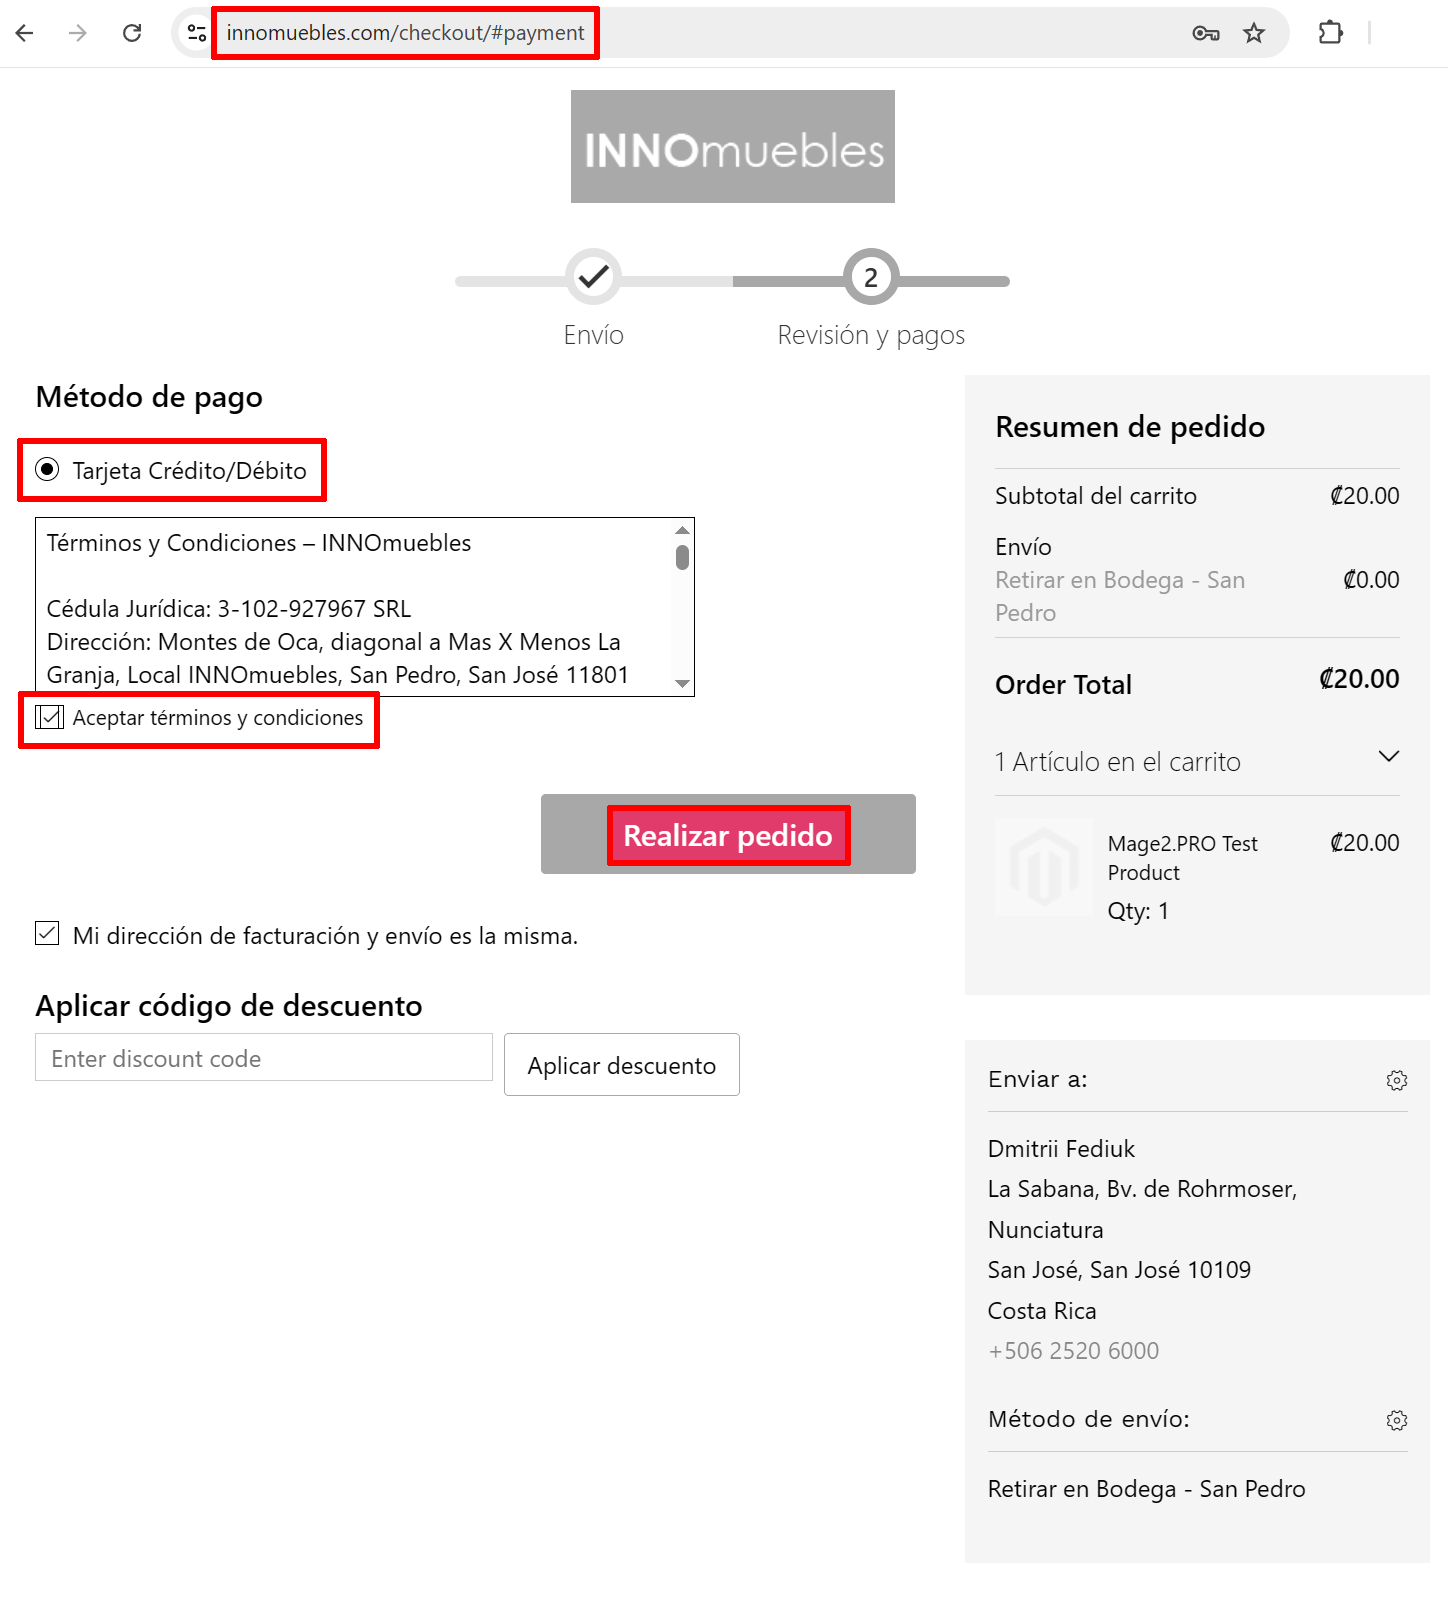 innomuebles.com/checkout/#payment
INNOmuebles
2
Envío
Revisión y pagos
Método de pago
Tarjeta Crédito/Débito
Términos y Condiciones – INNOmuebles
Cédula Jurídica: 3-102-927967 SRL
Dirección: Montes de Oca, diagonal a Mas X Menos La
Granja, Local INNOmuebles, San Pedro, San José 11801
Aceptar términos y condiciones
Realizar pedido
Mi dirección de facturación y envío es la misma.
Aplicar código de descuento
Enter discount code
Aplicar descuento
Resumen de pedido
Subtotal del carrito ₡20.00
Envío
Retirar en Bodega - San
Pedro
₡0.00
Order Total ₡20.00
1 Artículo en el carrito
Mage2.PRO Test
Product
₡20.00
Qty: 1
Enviar a:
Dmitrii Fediuk
La Sabana, Bv. de Rohrmoser,
Nunciatura
San José, San José 10109
Costa Rica
+506 2520 6000
Método de envío:
Retirar en Bodega - San Pedro